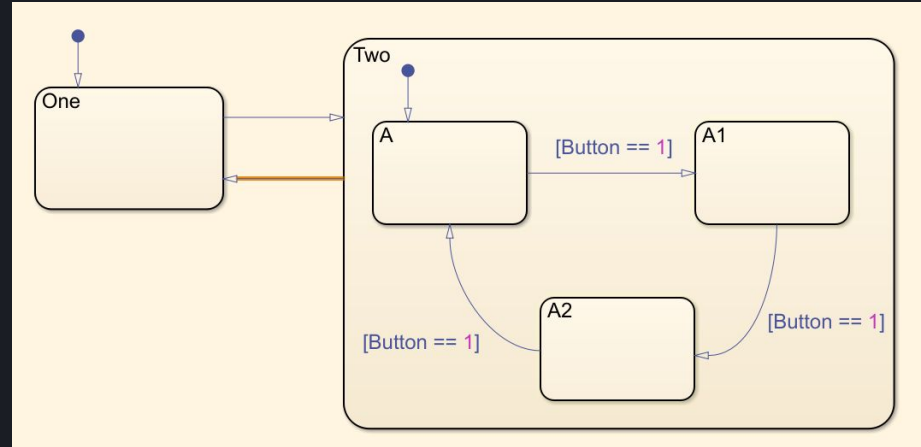 Two
One
A
[Button == 1]
A1
A2
[Button == 1]
[Button == 1]